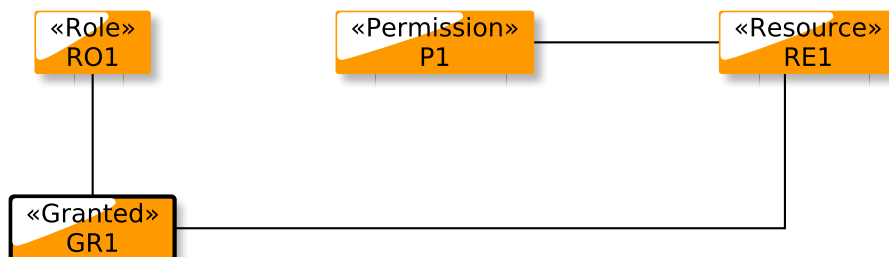 «Role»
RO1
«Permission»
P1
«Resource»
RE1
«Granted»
GR1